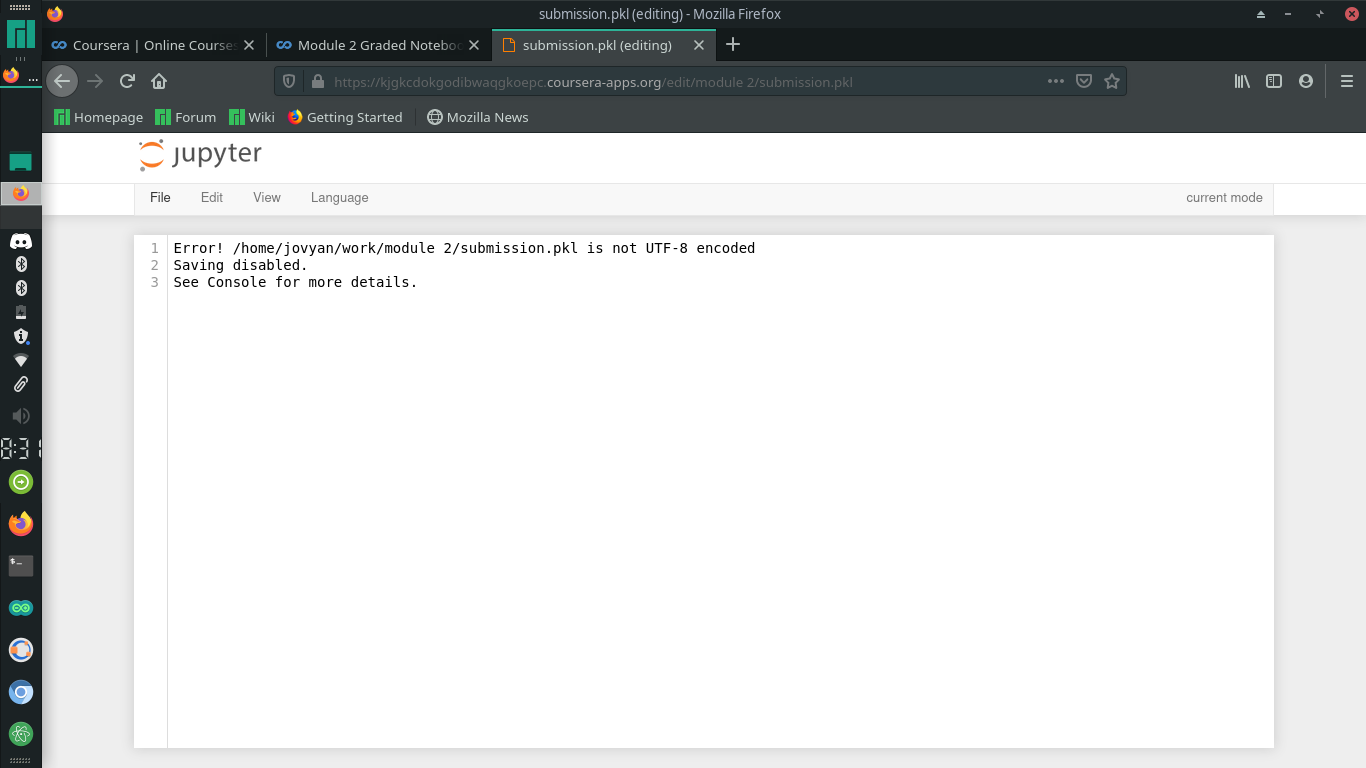 submission.pkl (editing) - Mozilla Firefox
Coursera | Online Courses
Module 2 Graded Noteboo
submission.pkl (editing)
...
https://kjgkcdokgodibwaqgkoepc.coursera-apps.org/edit/module 2/submission.pkl
Homepage
Forum
Wiki
Getting Started
Mozilla News
jupyter
File
Edit
View
Language
current mode
1 Error! /home/jovyan/work/module 2/submission.pkl is not UTF-8 encoded
2 Saving disabled.
3 See Console for more details.